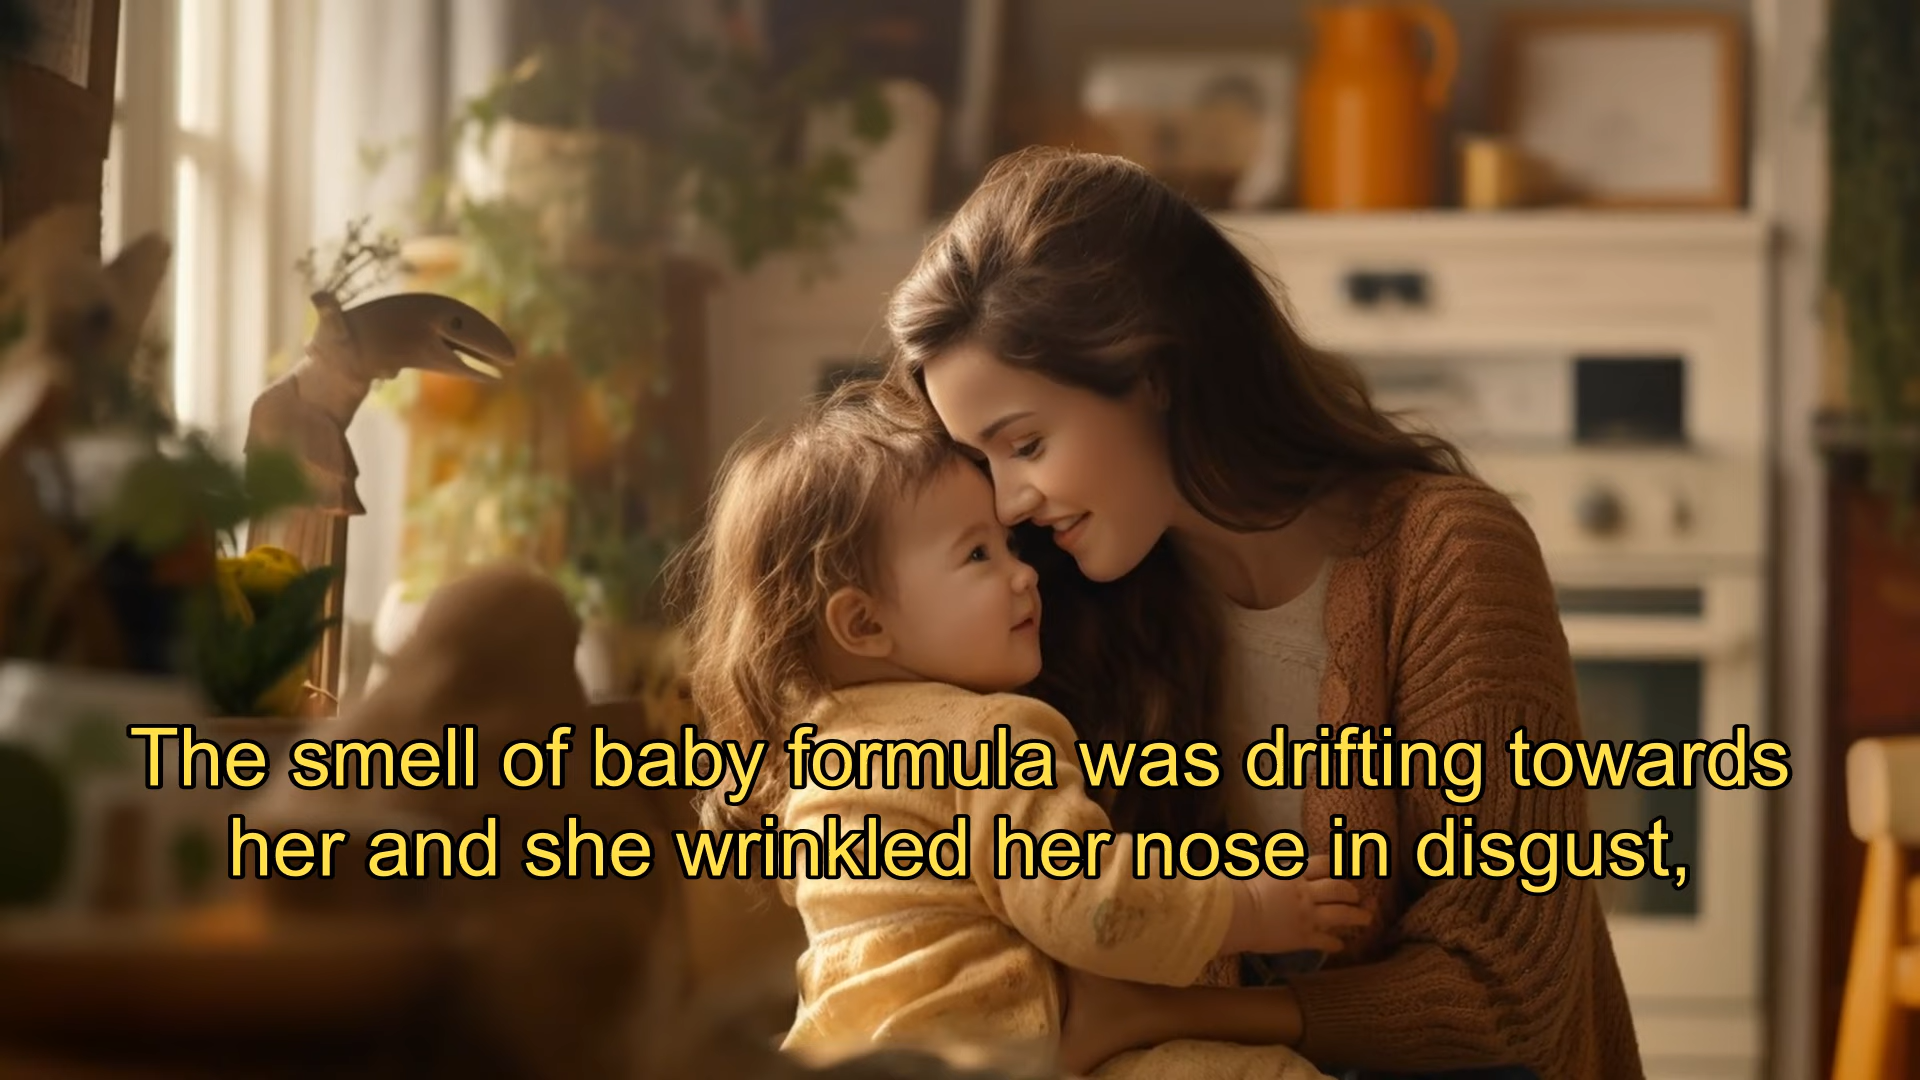 The smell of baby formula was drifting towards
her and she wrinkled her nose in disgust,